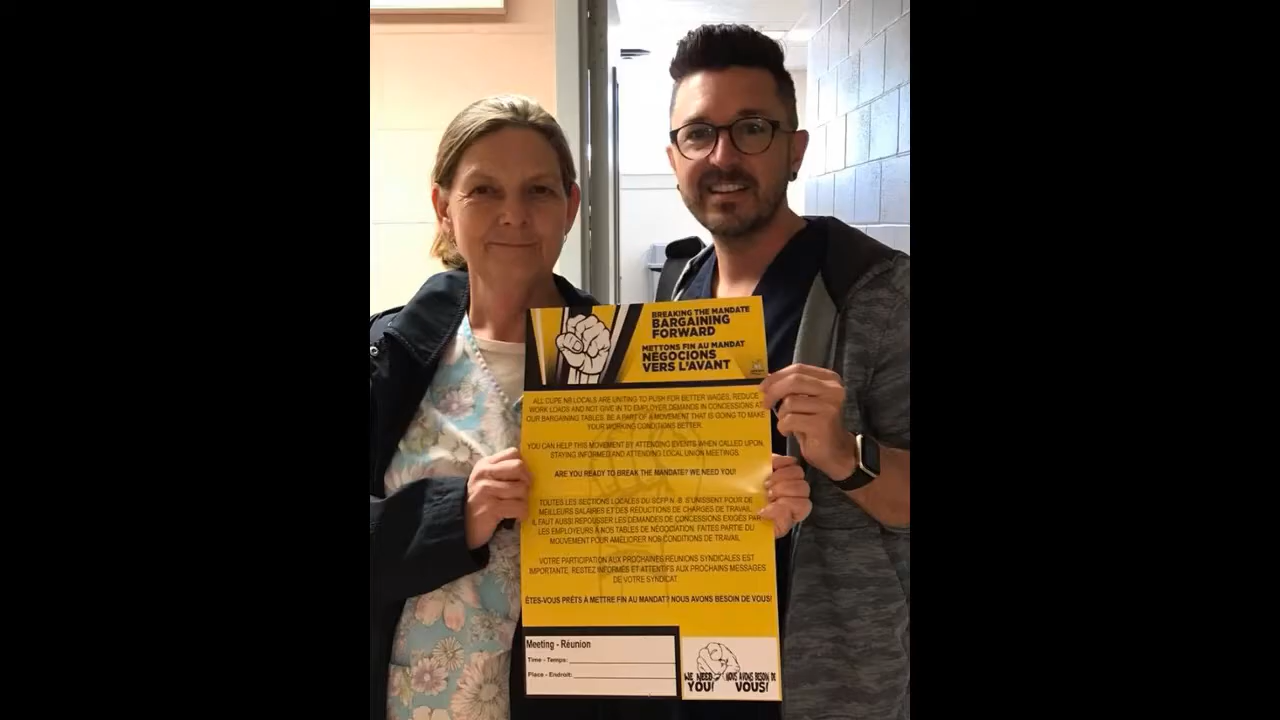 BREAKING THE MANDATE
BARGAINING
FORWARD
METTONS FIN AU MANDAT
NÉGOCIONS
VERS L'AVANT
ALL CUPE NB LOCALS ARE UNITING TO PUSH FOR BETTER WAGES, REDUCE
WORK LOADS AND NOT GIVE IN TO EMPLOYER DEMANDS IN CONCESSIONS AT
OUR BARGAINING TABLES. BE A PART OF A MOVEMENT THAT IS GOING TO MAKE
YOUR WORKING CONDITIONS BETTER.
YOU CAN HELP THIS MOVEMENT BY ATTENDING EVENTS WHEN CALLED UPON,
STAYING INFORMED AND ATTENDING LOCAL UNION MEETINGS.
ARE YOU READY TO BREAK THE MANDATE? WE NEED YOU!
TOUTES LES SECTIONS LOCALES DU SCFP N.-B. S'UNISSENT POUR DE
MEILLEURS SALAIRES ET DES REDUCTIONS DE CHARGES DE TRAVAIL.
IL FAUT AUSSI REPOUSSER LES DEMANDES DE CONCESSIONS EXIGÉS PAR
LES EMPLOYEURS À NOS TABLES DE NÉGOCIATION. FAITES PARTIE DU
MOUVEMENT POUR AMÉLIORER NOS CONDITIONS DE TRAVAIL.
VOTRE PARTICIPATION AUX PROCHAINES RÉUNIONS SYNDICALES EST
IMPORTANTE. RESTEZ INFORMÉS ET ATTENTIFS AUX PROCHAINS MESSAGES
DE VOTRE SYNDICAT.
ÊTES-VOUS PRÊTS À METTRE FIN AU MANDAT? NOUS AVONS BESOIN DE VOUS!
Meeting - Réunion
Time - Temps:
Place - Endroit:
WE NEED NOUS AVONS BESOIN DE
YOU! VOUS!